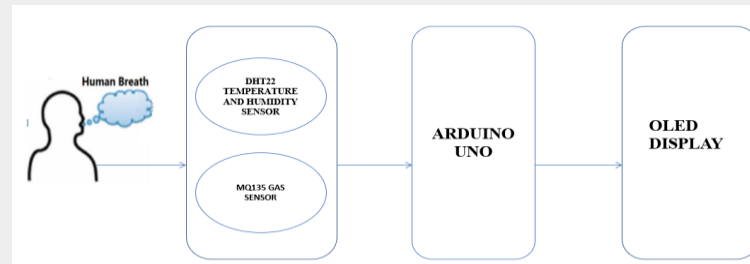 Human Breath
DHT22
TEMPERATURE
AND HUMIDITY
SENSOR
MQ135 GAS
SENSOR
ARDUINO
UNO
OLED
DISPLAY